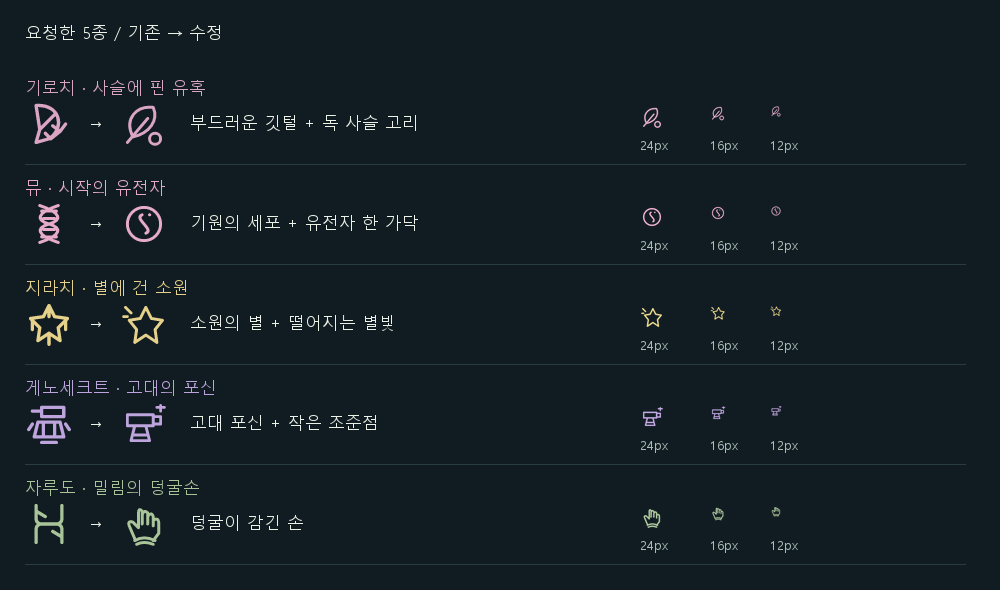 요청한 5종 / 기존 → 수정
기로치 · 사슬에 핀 유혹
→ 부드러운 깃털 + 독 사슬 고리
24px 16px 12px
뮤 · 시작의 유전자
→ 기원의 세포 + 유전자 한 가닥
24px 16px 12px
지라치 · 별에 건 소원
→ 소원의 별 + 떨어지는 별빛
24px 16px 12px
게노세크트 · 고대의 포신
→ 고대 포신 + 작은 조준점
24px 16px 12px
자루도 · 밀림의 덩굴손
→ 덩굴이 감긴 손
24px 16px 12px